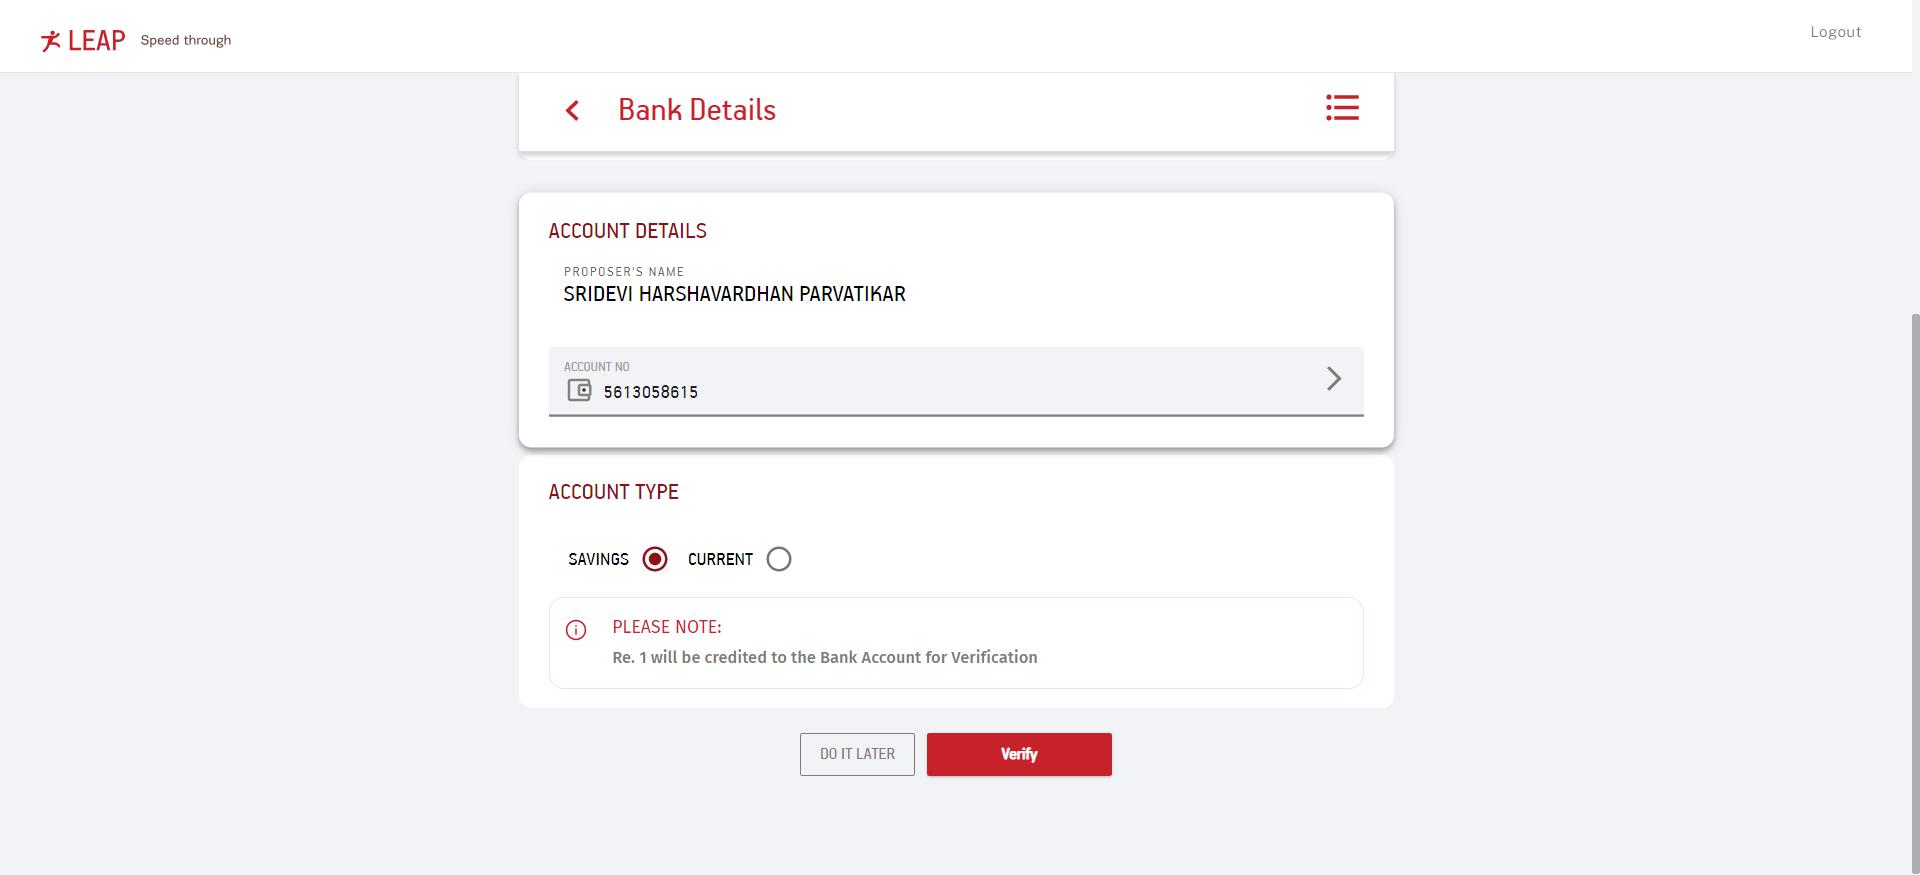 LEAP Speed through
Logout
Bank Details
ACCOUNT DETAILS
PROPOSER'S NAME
SRIDEVI HARSHAVARDHAN PARVATIKAR
ACCOUNT NO
5613058615
ACCOUNT TYPE
SAVINGS CURRENT
PLEASE NOTE:
Re. 1 will be credited to the Bank Account for Verification
DO IT LATER Verify